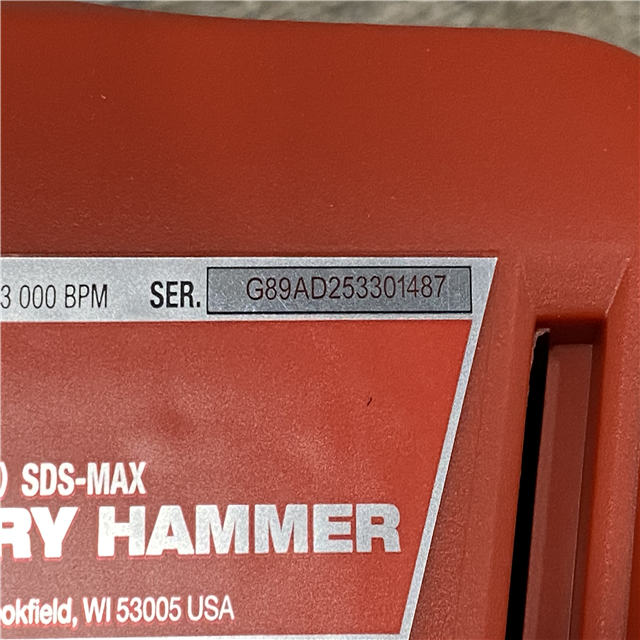 3 000 BPM SER. G89AD253301487
) SDS-MAX
RY HAMMER
okfield, WI 53005 USA